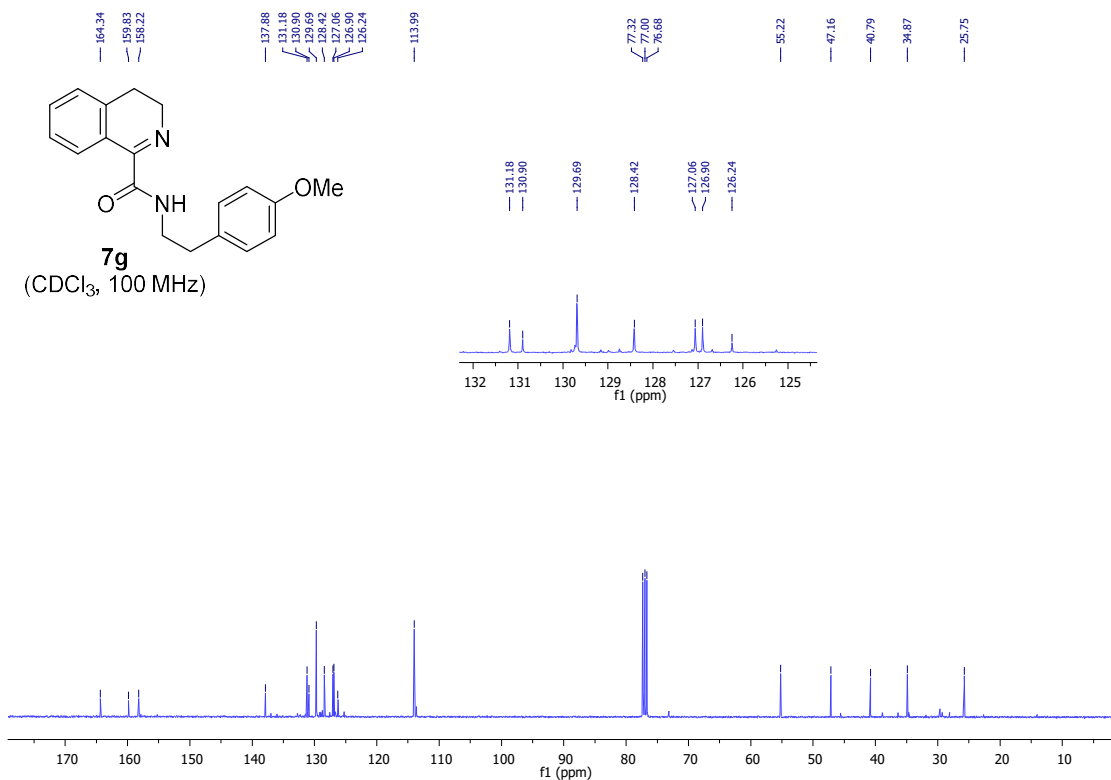 164.34
159.83
158.22
137.88
131.18
130.90
129.69
128.42
127.06
126.90
126.24
113.99
77.32
77.00
76.68
55.22
47.16
40.79
34.87
25.75
N
O
NH
OMe
7g
(CDCl3, 100 MHz)
131.18
130.90
129.69
128.42
127.06
126.90
126.24
132 131 130 129 128 127 126 125
f1 (ppm)
170 160 150 140 130 120 110 100 90 80 70 60 50 40 30 20 10
f1 (ppm)